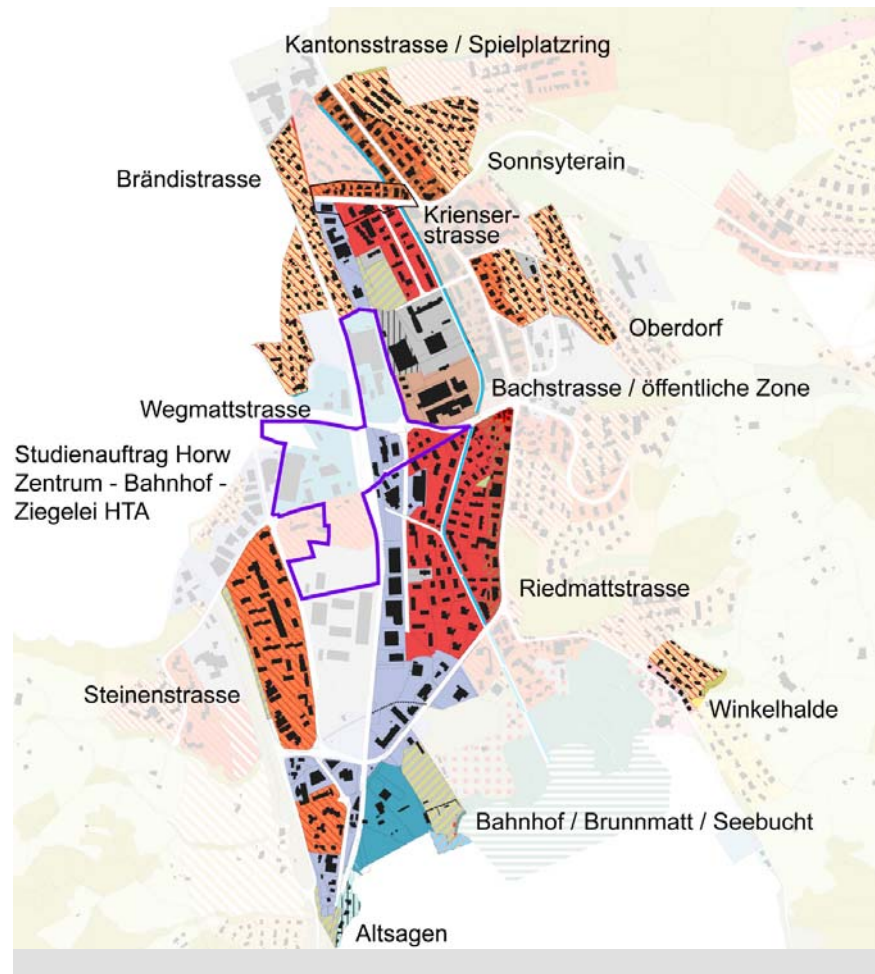 Kantonsstrasse / Spielplatzring
Sonnsyterain
Brändistrasse
Krienser-
strasse
Oberdorf
Bachstrasse / öffentliche Zone
Wegmattstrasse
Studienauftrag Horw
Zentrum - Bahnhof -
Ziegelei HTA
Riedmattstrasse
Steinenstrasse
Winkelhalde
Bahnhof / Brunnmatt / Seebucht
Altsagen